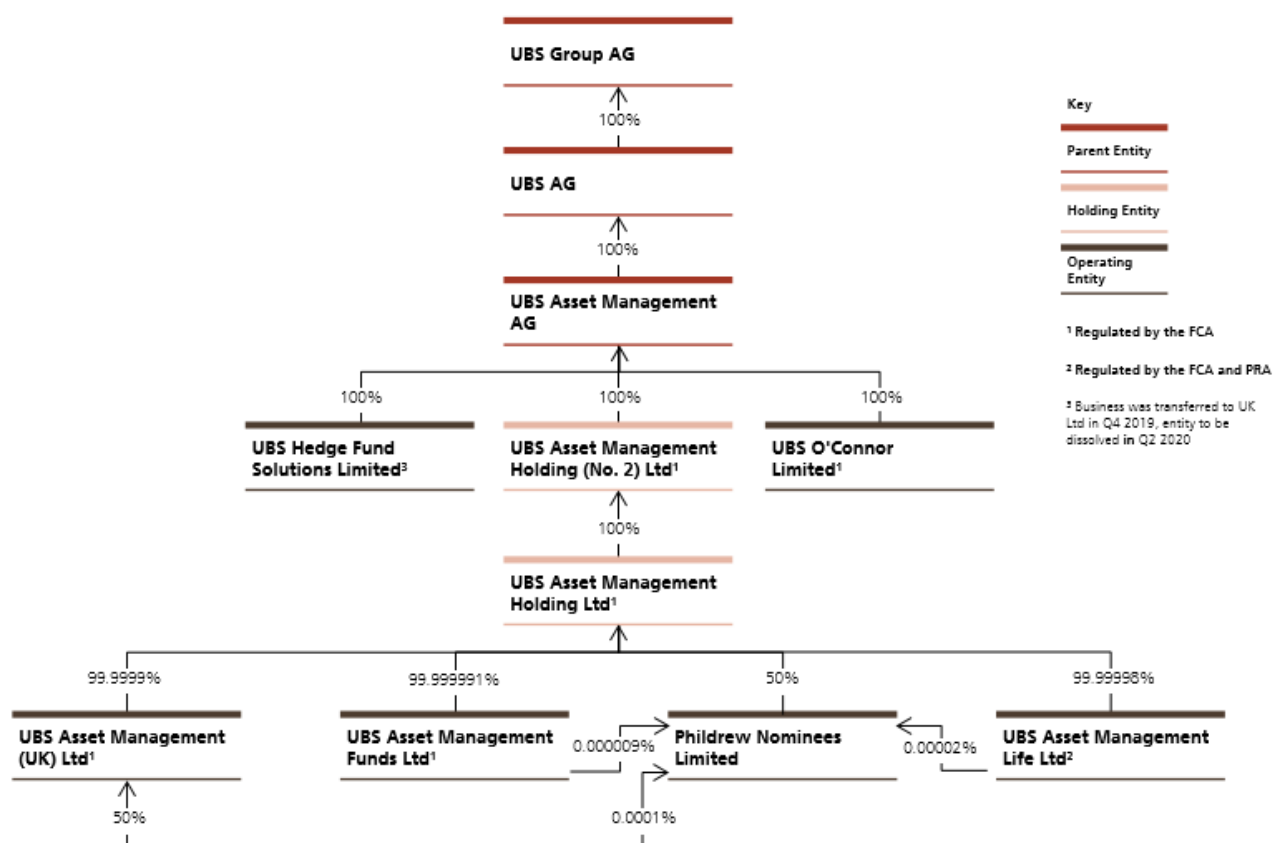 UBS Group AG
100%
UBS AG
100%
UBS Asset Management
AG
100%
100%
100%
UBS Hedge Fund
Solutions Limited³
UBS Asset Management
Holding (No. 2) Ltd¹
UBS O'Connor
Limited¹
100%
UBS Asset Management
Holding Ltd¹
99.9999%
99.999991%
50%
99.99998%
UBS Asset Management
(UK) Ltd¹
UBS Asset Management
Funds Ltd¹
0.000009%
Phildrew Nominees
Limited
0.00002%
UBS Asset Management
Life Ltd²
50%
0.0001%
Key
Parent Entity
Holding Entity
Operating
Entity
¹ Regulated by the FCA
² Regulated by the FCA and PRA
³ Business was transferred to UK
Ltd in Q4 2019, entity to be
dissolved in Q2 2020